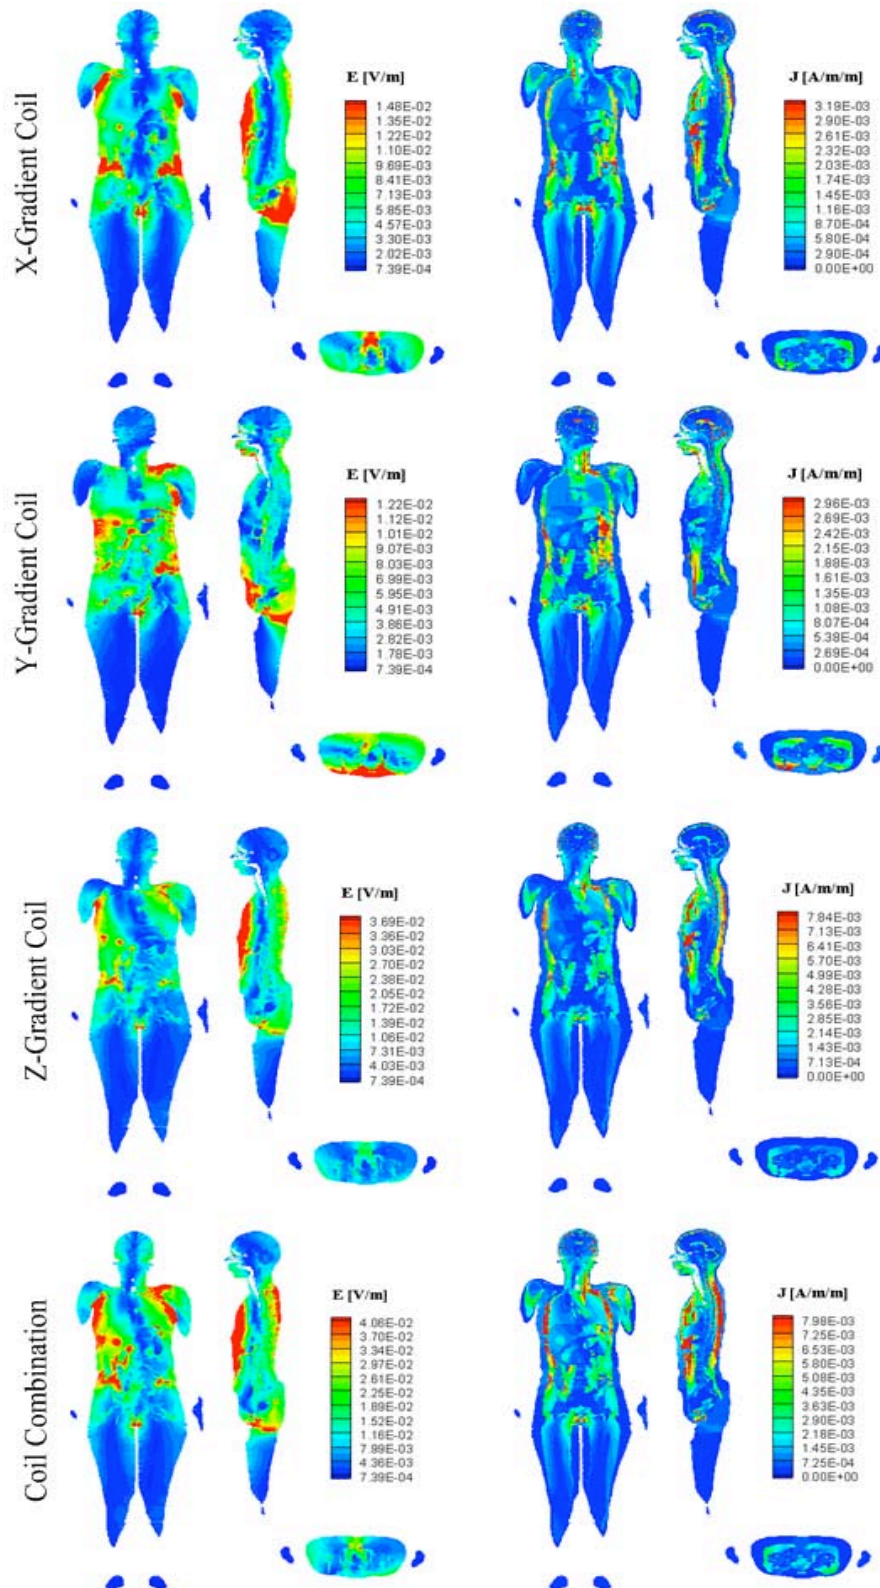 X-Gradient Coil
E [V/m]
1.48E-02
1.35E-02
1.22E-02
1.10E-02
9.69E-03
8.41E-03
7.13E-03
5.85E-03
4.57E-03
3.30E-03
2.02E-03
7.39E-04
J [A/m/m]
3.19E-03
2.90E-03
2.61E-03
2.32E-03
2.03E-03
1.74E-03
1.45E-03
1.16E-03
8.70E-04
5.80E-04
2.90E-04
0.00E+00
Y-Gradient Coil
E [V/m]
1.22E-02
1.12E-02
1.01E-02
9.07E-03
8.03E-03
6.99E-03
5.95E-03
4.91E-03
3.86E-03
2.82E-03
1.78E-03
7.39E-04
J [A/m/m]
2.96E-03
2.69E-03
2.42E-03
2.15E-03
1.88E-03
1.61E-03
1.35E-03
1.08E-03
8.07E-04
5.38E-04
2.69E-04
0.00E+00
Z-Gradient Coil
E [V/m]
3.69E-02
3.36E-02
3.03E-02
2.70E-02
2.38E-02
2.05E-02
1.72E-02
1.39E-02
1.06E-02
7.31E-03
4.03E-03
7.39E-04
J [A/m/m]
7.84E-03
7.13E-03
6.41E-03
5.70E-03
4.99E-03
4.28E-03
3.56E-03
2.85E-03
2.14E-03
1.43E-03
7.13E-04
0.00E+00
Coil Combination
E [V/m]
4.06E-02
3.70E-02
3.34E-02
2.97E-02
2.61E-02
2.25E-02
1.89E-02
1.52E-02
1.16E-02
7.99E-03
4.36E-03
7.39E-04
J [A/m/m]
7.98E-03
7.25E-03
6.53E-03
5.80E-03
5.08E-03
4.35E-03
3.63E-03
2.90E-03
2.18E-03
1.45E-03
7.25E-04
0.00E+00